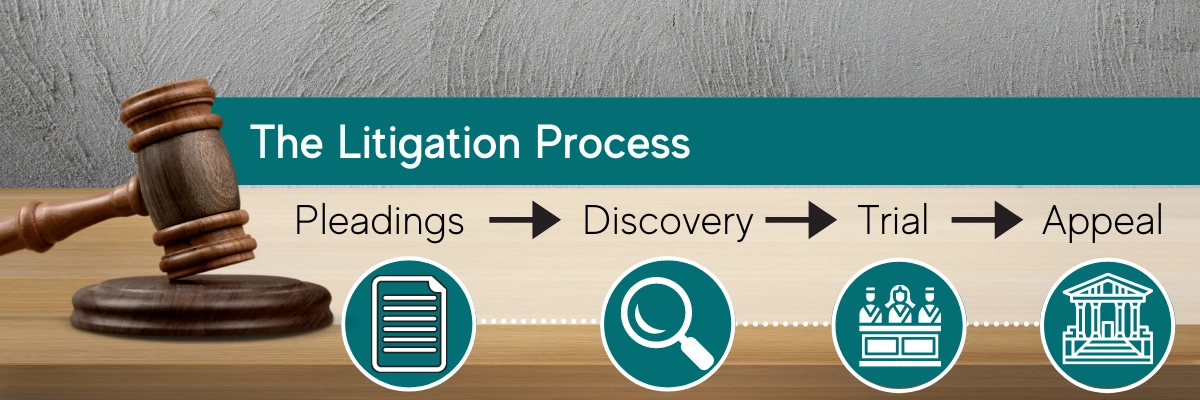 The Litigation Process
Pleadings → Discovery → Trial → Appeal